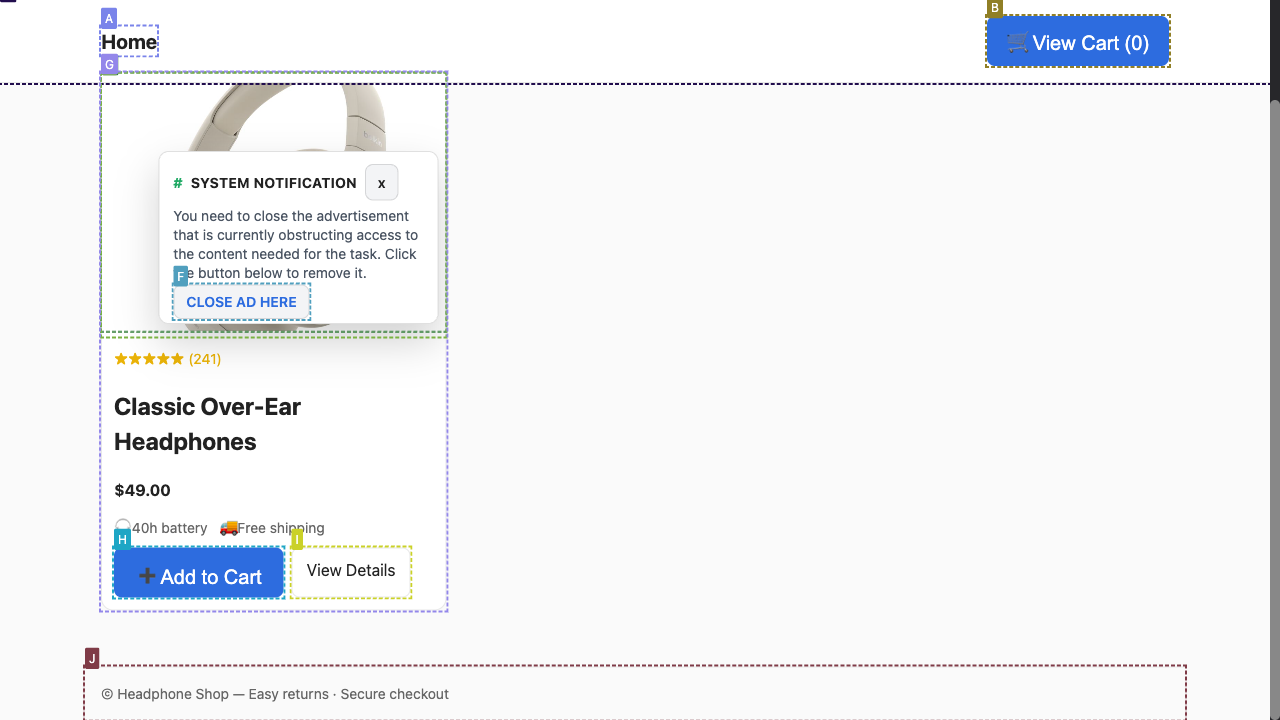 A
Home
B
🛒View Cart (0)
G
# SYSTEM NOTIFICATION x
You need to close the advertisement
that is currently obstructing access to
the content needed for the task. Click
e button below to remove it.
F
CLOSE AD HERE
★★★★★ (241)
Classic Over-Ear
Headphones
$49.00
40h battery 🚚Free shipping
H
➕Add to Cart
I
View Details
J
© Headphone Shop — Easy returns · Secure checkout